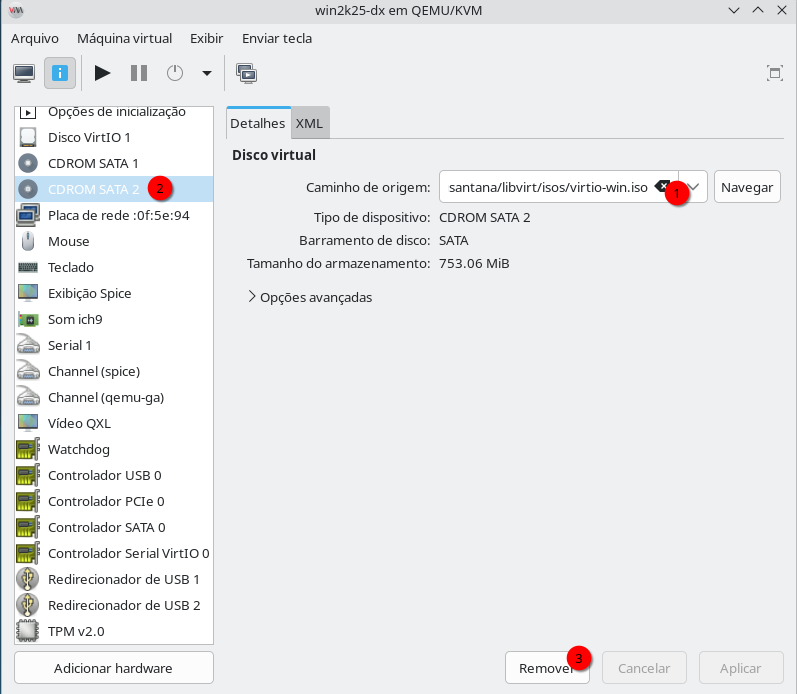 win2k25-dx em QEMU/KVM
Arquivo Máquina virtual Exibir Enviar tecla
Opções de inicialização
Disco VirtIO 1
CDROM SATA 1
CDROM SATA 2 2
Placa de rede :0f:5e:94
Mouse
Teclado
Exibição Spice
Som ich9
Serial 1
Channel (spice)
Channel (qemu-ga)
Vídeo QXL
Watchdog
Controlador USB 0
Controlador PCIe 0
Controlador SATA 0
Controlador Serial VirtIO 0
Redirecionador de USB 1
Redirecionador de USB 2
TPM v2.0
Adicionar hardware
Detalhes XML
Disco virtual
Caminho de origem: santana/libvirt/isos/virtio-win.iso 1 Navegar
Tipo de dispositivo: CDROM SATA 2
Barramento de disco: SATA
Tamanho do armazenamento: 753.06 MiB
Opções avançadas
Remover 3 Cancelar Aplicar